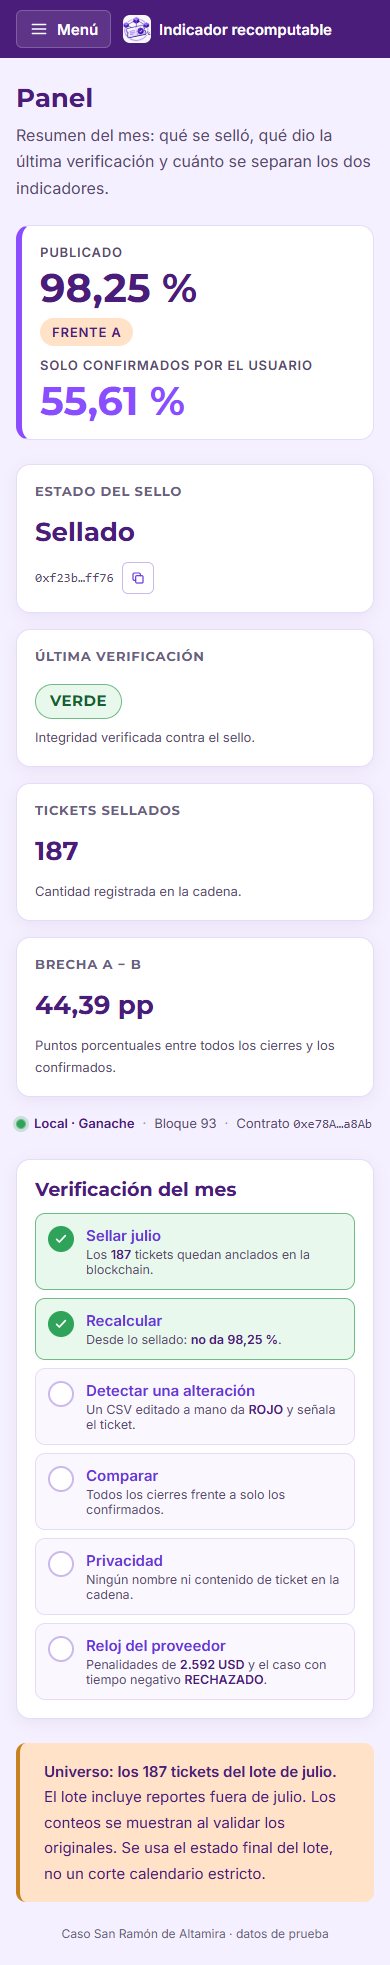 Menú
Indicador recomputable
Panel
Resumen del mes: qué se selló, qué dio la
última verificación y cuánto se separan los dos
indicadores.
PUBLICADO
98,25 %
FRENTE A
SOLO CONFIRMADOS POR EL USUARIO
55,61 %
ESTADO DEL SELLO
Sellado
0xf23b…ff76
ÚLTIMA VERIFICACIÓN
VERDE
Integridad verificada contra el sello.
TICKETS SELLADOS
187
Cantidad registrada en la cadena.
BRECHA A − B
44,39 pp
Puntos porcentuales entre todos los cierres y los
confirmados.
Local · Ganache · Bloque 93 · Contrato 0xe78A…a8Ab
Verificación del mes
Sellar julio
Los 187 tickets quedan anclados en la
blockchain.
Recalcular
Desde lo sellado: no da 98,25 %.
Detectar una alteración
Un CSV editado a mano da ROJO y señala
el ticket.
Comparar
Todos los cierres frente a solo los
confirmados.
Privacidad
Ningún nombre ni contenido de ticket en la
cadena.
Reloj del proveedor
Penalidades de 2.592 USD y el caso con
tiempo negativo RECHAZADO.
Universo: los 187 tickets del lote de julio.
El lote incluye reportes fuera de julio. Los
conteos se muestran al validar los
originales. Se usa el estado final del lote,
no un corte calendario estricto.
Caso San Ramón de Altamira · datos de prueba